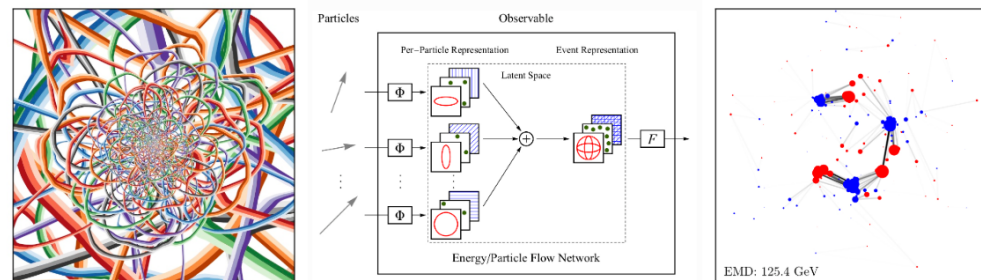 Particles
Observable
Per-Particle Representation
Event Representation
Latent Space
Φ
Φ
Φ
+
F
Energy/Particle Flow Network
EMD: 125.4 GeV